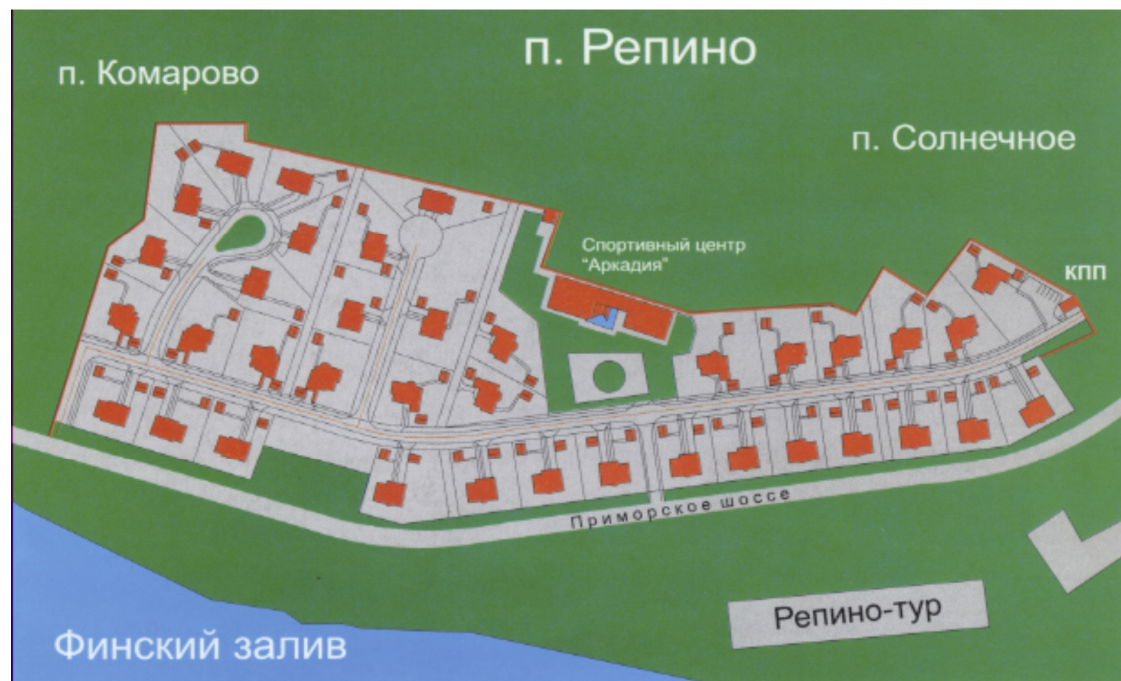 п. Репино
п. Комарово
п. Солнечное
Спортивный центр
"Аркадия"
кпп
Приморское шоссе
Репино-тур
Финский залив